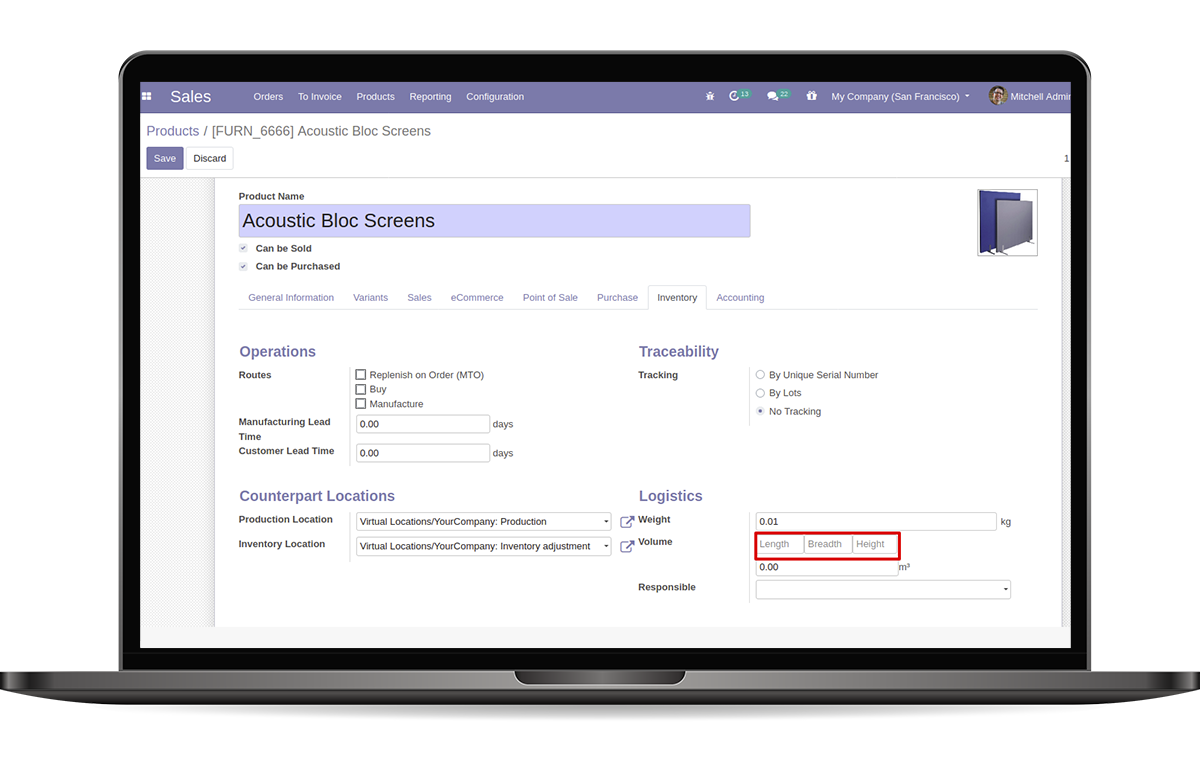 Sales Orders To Invoice Products Reporting Configuration 13 22 My Company (San Francisco) Mitchell Admin
Products / [FURN_6666] Acoustic Bloc Screens
Save Discard 1
Product Name
Acoustic Bloc Screens
Can be Sold
Can be Purchased
General Information Variants Sales eCommerce Point of Sale Purchase Inventory Accounting
Operations
Routes
Replenish on Order (MTO)
Buy
Manufacture
Manufacturing Lead Time
0.00 days
Customer Lead Time
0.00 days
Traceability
Tracking
By Unique Serial Number
By Lots
No Tracking
Counterpart Locations
Production Location Virtual Locations/YourCompany: Production
Inventory Location Virtual Locations/YourCompany: Inventory adjustment
Logistics
Weight 0.01 kg
Volume Length Breadth Height
0.00 m³
Responsible